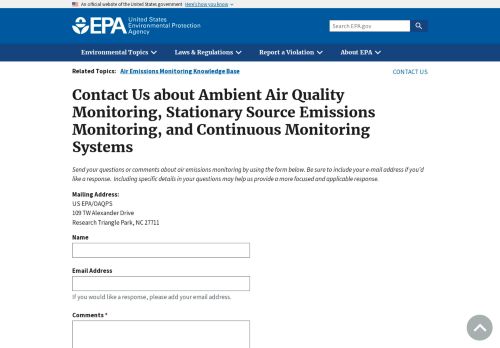 An official website of the United States government Here's how you know
EPA United States
Environmental Protection
Agency
Search EPA.gov
Environmental Topics Laws & Regulations Report a Violation About EPA
Related Topics: Air Emissions Monitoring Knowledge Base CONTACT US
Contact Us about Ambient Air Quality
Monitoring, Stationary Source Emissions
Monitoring, and Continuous Monitoring
Systems
Send your questions or comments about air emissions monitoring by using the form below. Be sure to include your e-mail address if you'd
like a response. Including specific details in your questions may help us provide a more focused and applicable response.
Mailing Address:
US EPA/OAQPS
109 TW Alexander Drive
Research Triangle Park, NC 27711
Name
Email Address
If you would like a response, please add your email address.
Comments *